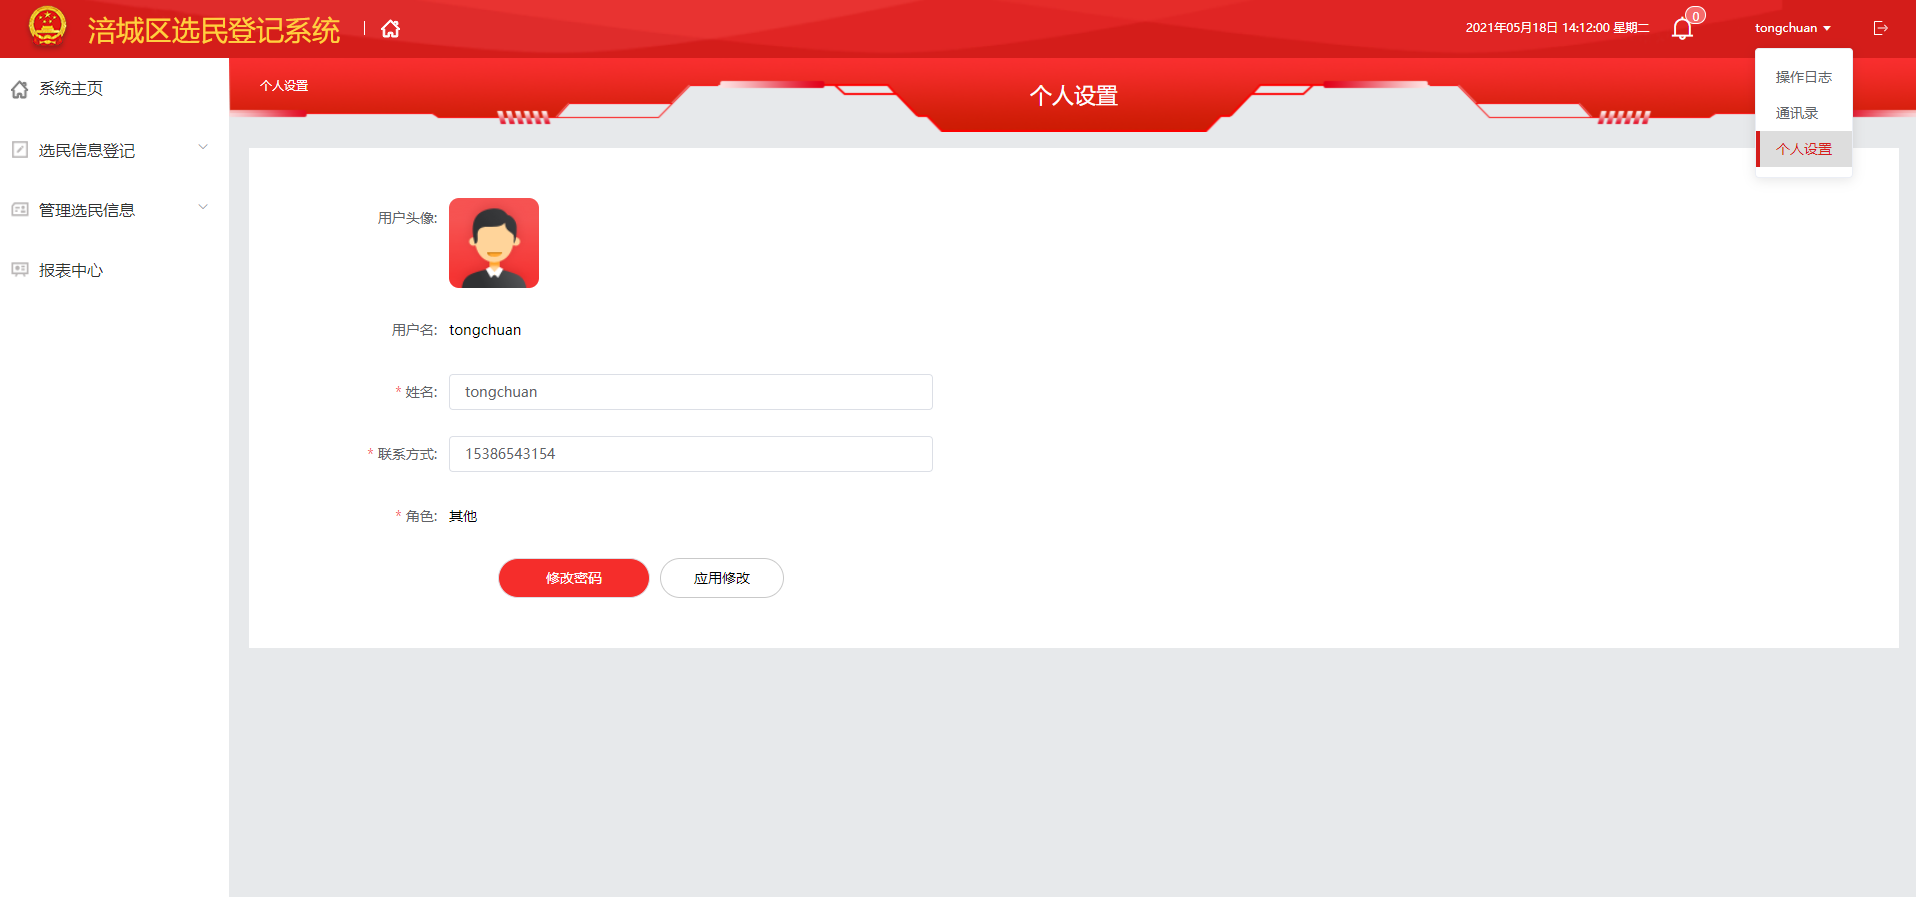 涪城区选民登记系统
2021年05月18日 14:12:00 星期二
0
tongchuan
操作日志
通讯录
个人设置
系统主页
选民信息登记
管理选民信息
报表中心
个人设置
个人设置
用户头像:
用户名: tongchuan
* 姓名: tongchuan
* 联系方式: 15386543154
* 角色: 其他
修改密码 应用修改